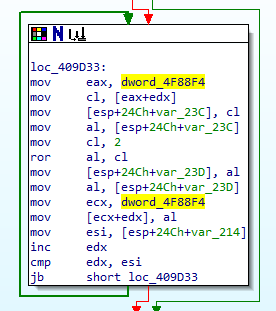 loc_409D33:
mov eax, dword_4F88F4
mov cl, [eax+edx]
mov [esp+24Ch+var_23C], cl
mov al, [esp+24Ch+var_23C]
mov cl, 2
ror al, cl
mov [esp+24Ch+var_23D], al
mov al, [esp+24Ch+var_23D]
mov ecx, dword_4F88F4
mov [ecx+edx], al
mov esi, [esp+24Ch+var_214]
inc edx
cmp edx, esi
jb short loc_409D33